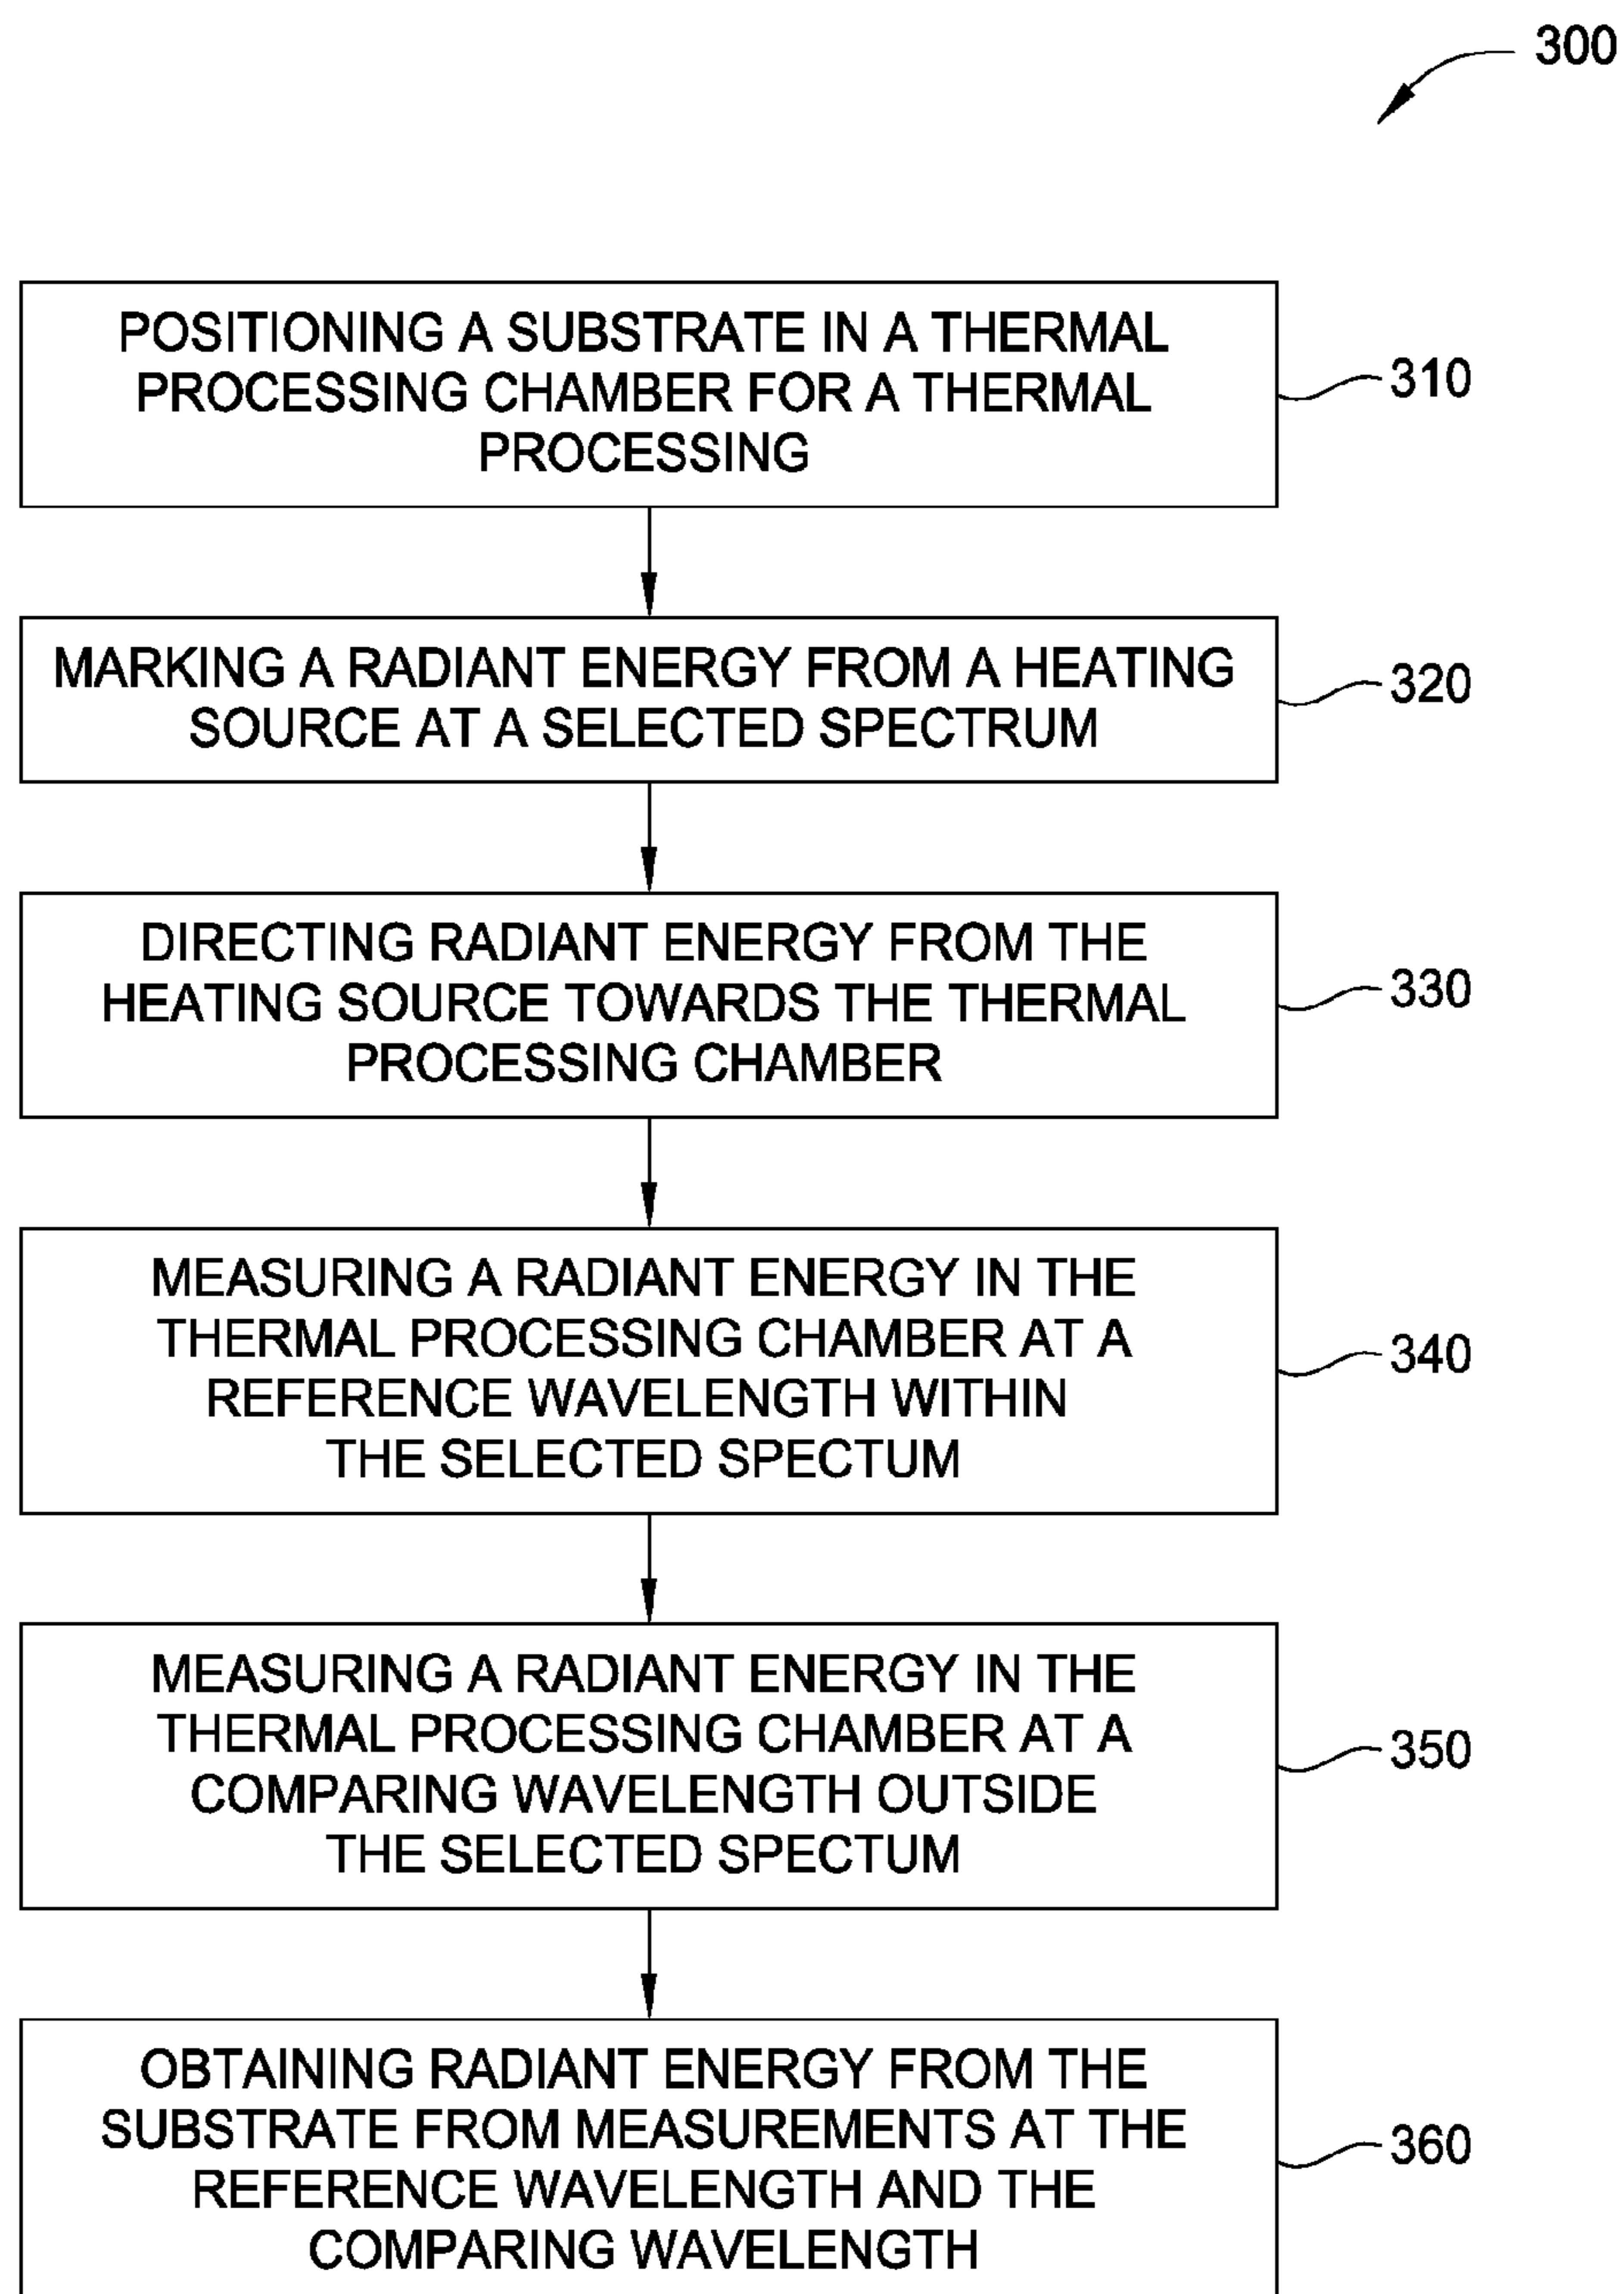 300
POSITIONING A SUBSTRATE IN A THERMAL
PROCESSING CHAMBER FOR A THERMAL
PROCESSING
310
MARKING A RADIANT ENERGY FROM A HEATING
SOURCE AT A SELECTED SPECTRUM
320
DIRECTING RADIANT ENERGY FROM THE
HEATING SOURCE TOWARDS THE THERMAL
PROCESSING CHAMBER
330
MEASURING A RADIANT ENERGY IN THE
THERMAL PROCESSING CHAMBER AT A
REFERENCE WAVELENGTH WITHIN
THE SELECTED SPECTUM
340
MEASURING A RADIANT ENERGY IN THE
THERMAL PROCESSING CHAMBER AT A
COMPARING WAVELENGTH OUTSIDE
THE SELECTED SPECTUM
350
OBTAINING RADIANT ENERGY FROM THE
SUBSTRATE FROM MEASUREMENTS AT THE
REFERENCE WAVELENGTH AND THE
COMPARING WAVELENGTH
360